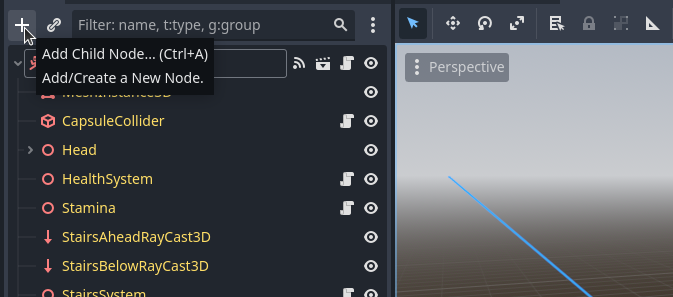 Filter: name, t:type, g:group
Add Child Node... (Ctrl+A)
Add/Create a New Node.
MeshInstance3D
CapsuleCollider
Head
HealthSystem
Stamina
StairsAheadRayCast3D
StairsBelowRayCast3D
StairsSystem
Perspective